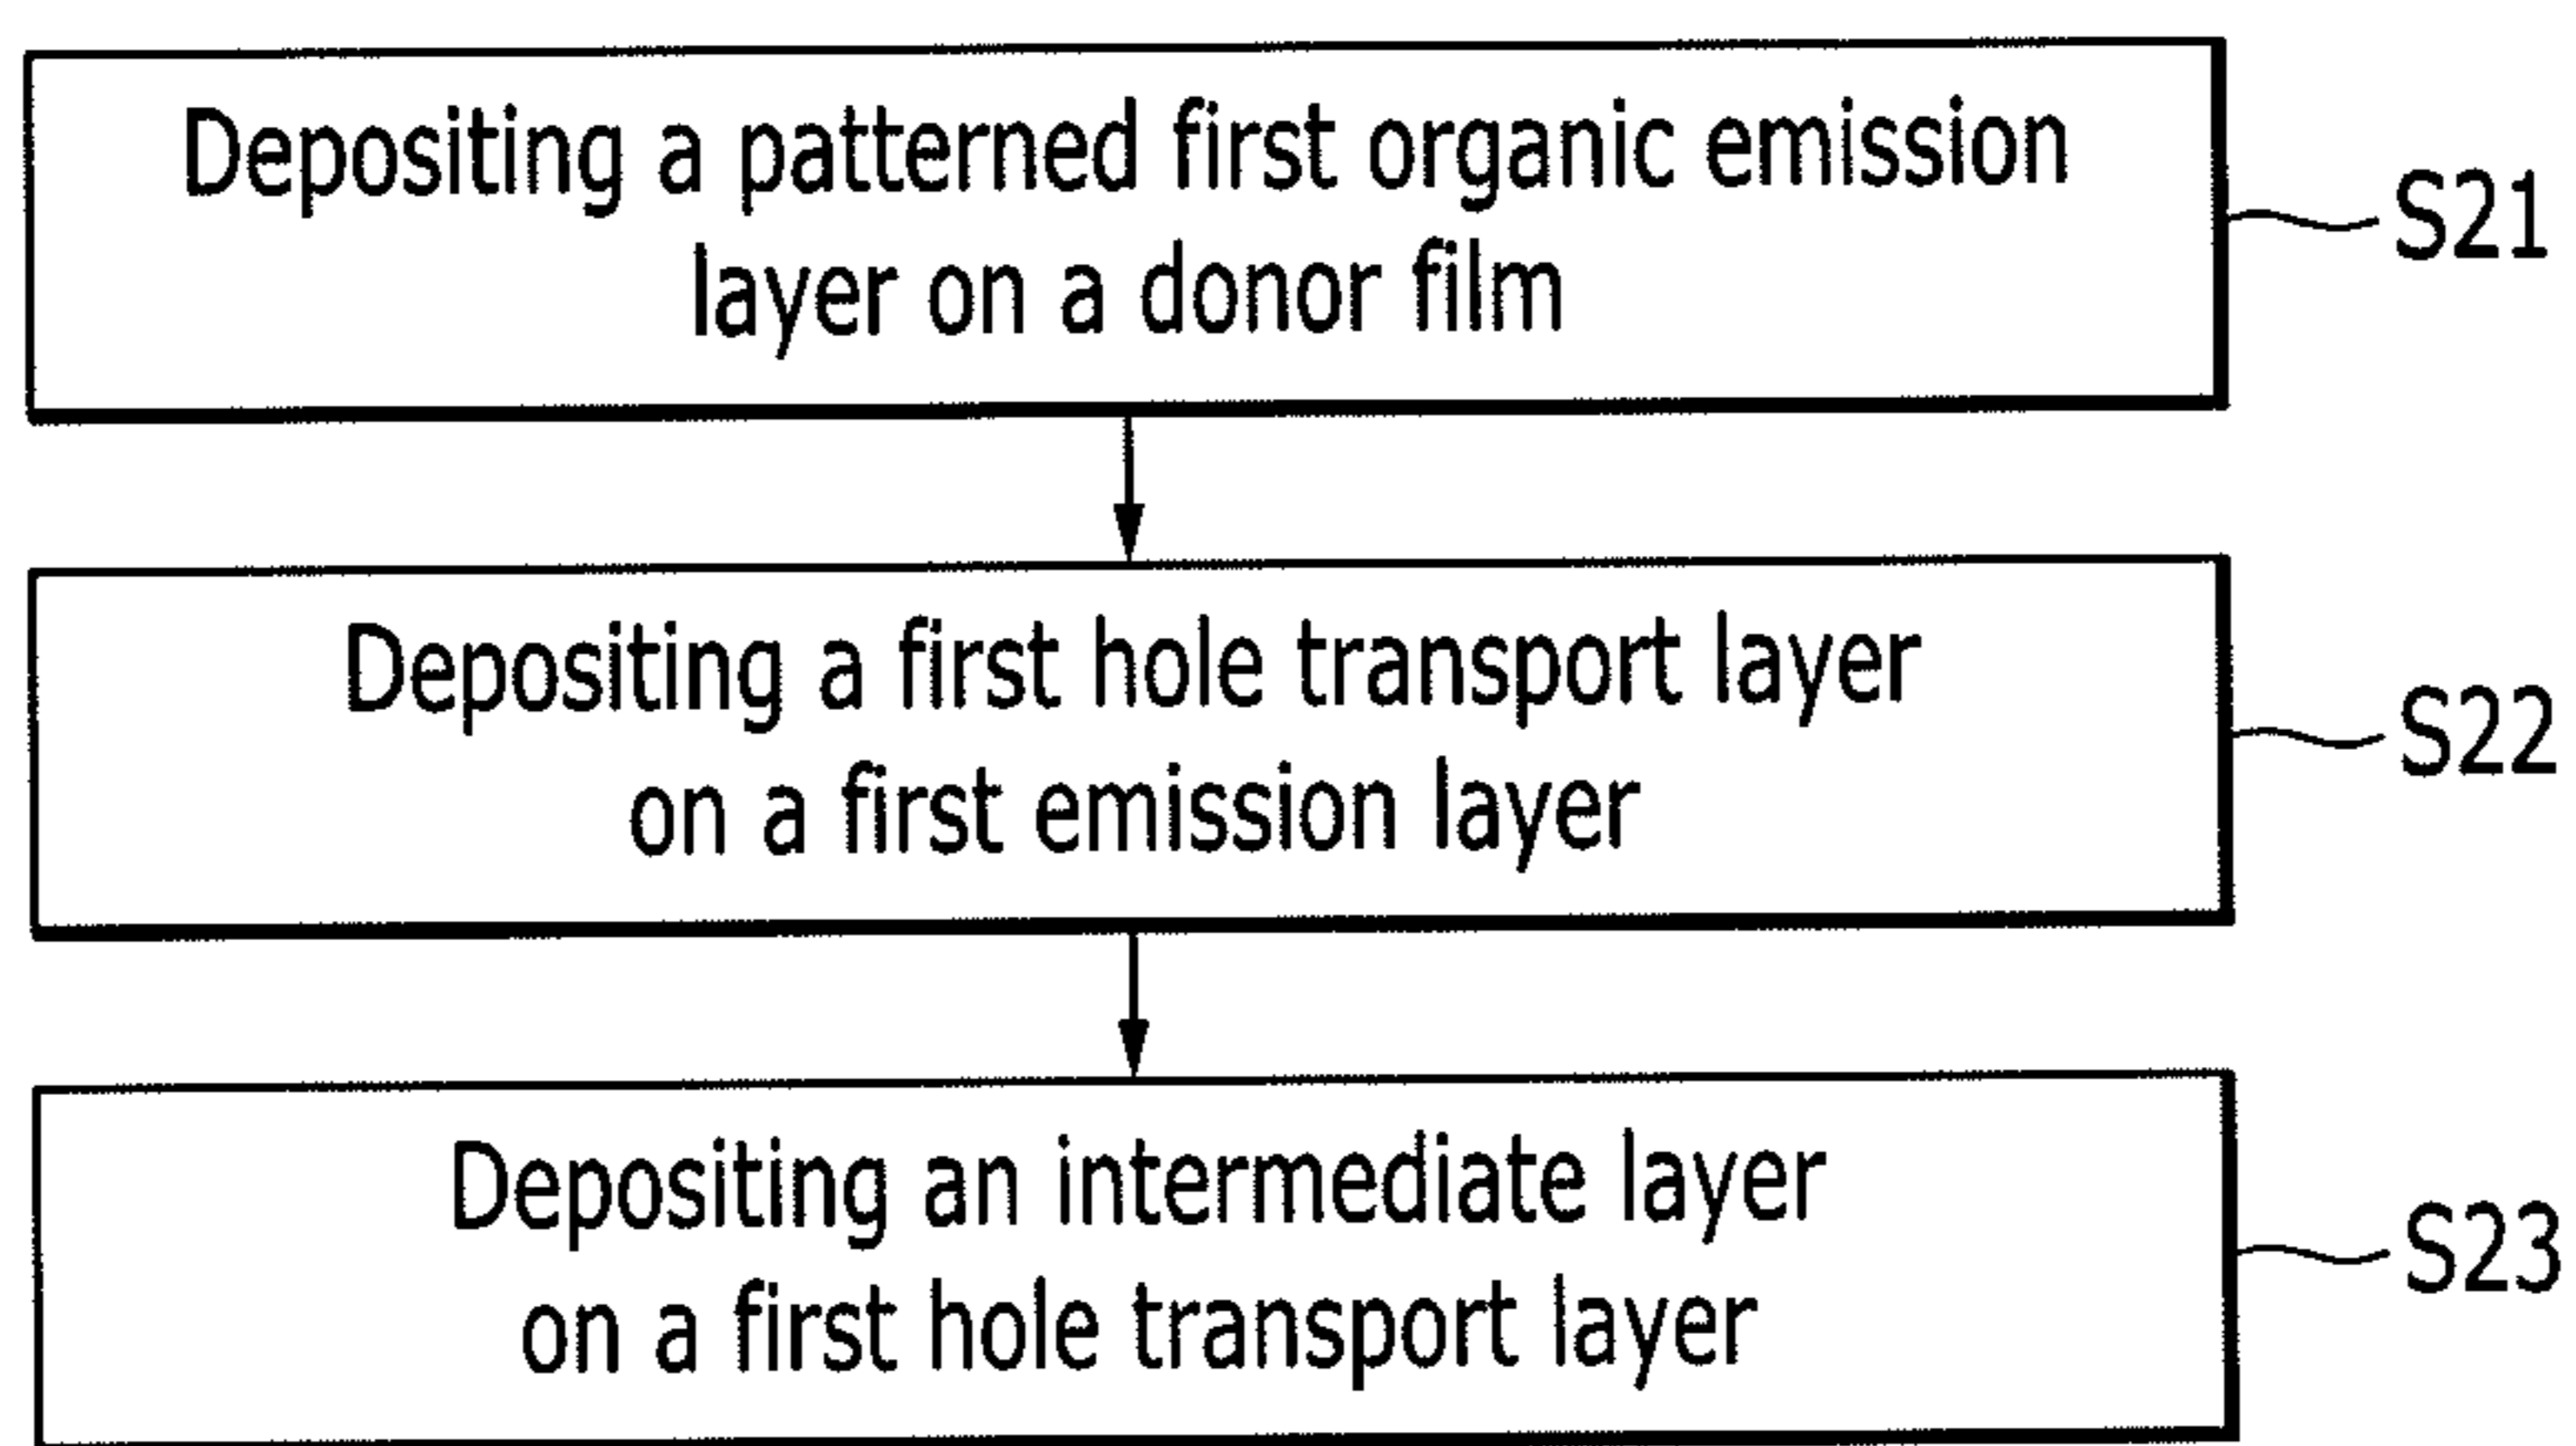 Depositing a patterned first organic emission
layer on a donor film
S21
Depositing a first hole transport layer
on a first emission layer
S22
Depositing an intermediate layer
on a first hole transport layer
S23